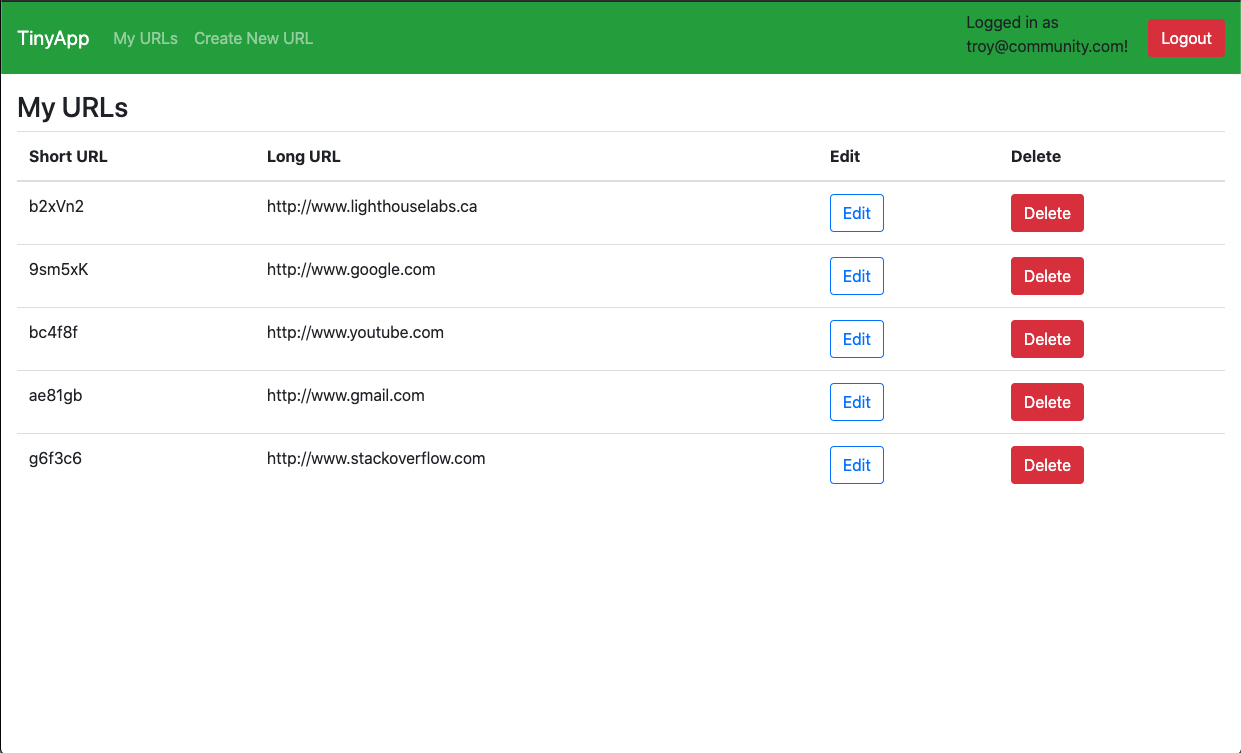 TinyApp My URLs Create New URL Logged in as
troy@community.com! Logout
My URLs
Short URL Long URL Edit Delete
b2xVn2 http://www.lighthouselabs.ca Edit Delete
9sm5xK http://www.google.com Edit Delete
bc4f8f http://www.youtube.com Edit Delete
ae81gb http://www.gmail.com Edit Delete
g6f3c6 http://www.stackoverflow.com Edit Delete